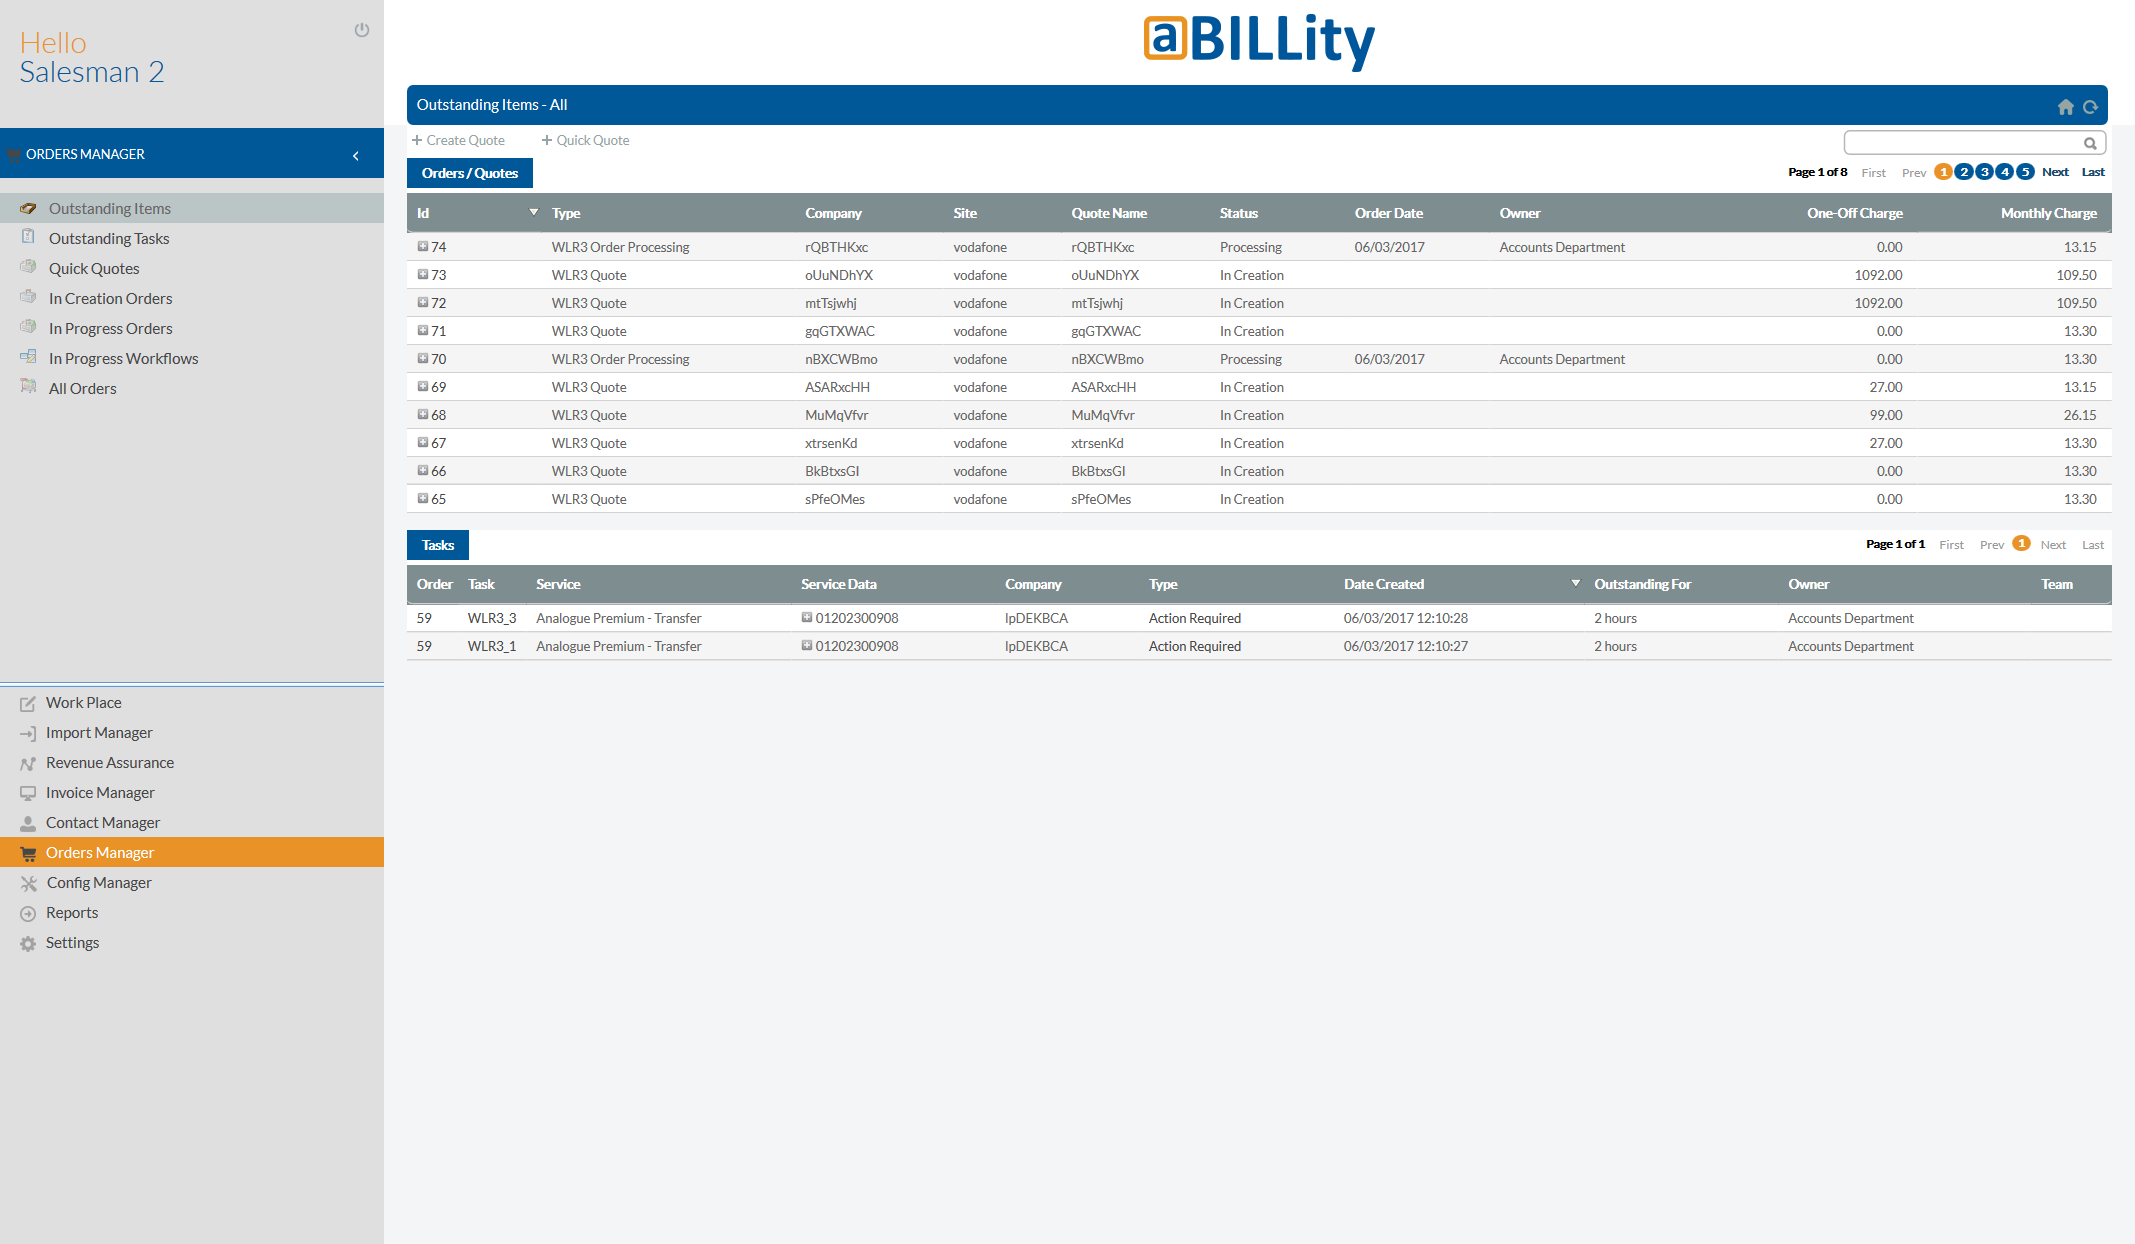 Hello
Salesman 2
aBILLity
Outstanding Items - All
ORDERS MANAGER
Create Quote Quick Quote
Orders / Quotes
Page 1 of 8 First Prev 1 2 3 4 5 Next Last
Id Type Company Site Quote Name Status Order Date Owner One-Off Charge Monthly Charge
74 WLR3 Order Processing rQBTHKxc vodafone rQBTHKxc Processing 06/03/2017 Accounts Department 0.00 13.15
73 WLR3 Quote oUuNDhYX vodafone oUuNDhYX In Creation 1092.00 109.50
72 WLR3 Quote mtTsjwhj vodafone mtTsjwhj In Creation 1092.00 109.50
71 WLR3 Quote gqGTXWAC vodafone gqGTXWAC In Creation 0.00 13.30
70 WLR3 Order Processing nBXCWBmo vodafone nBXCWBmo Processing 06/03/2017 Accounts Department 0.00 13.30
69 WLR3 Quote ASARxcHH vodafone ASARxcHH In Creation 27.00 13.15
68 WLR3 Quote MuMqVfvr vodafone MuMqVfvr In Creation 99.00 26.15
67 WLR3 Quote xtrsenKd vodafone xtrsenKd In Creation 27.00 13.30
66 WLR3 Quote BkBtxsGI vodafone BkBtxsGI In Creation 0.00 13.30
65 WLR3 Quote sPfeOMes vodafone sPfeOMes In Creation 0.00 13.30
Tasks
Page 1 of 1 First Prev 1 Next Last
Order Task Service Service Data Company Type Date Created Outstanding For Owner Team
59 WLR3_3 Analogue Premium - Transfer 01202300908 IpDEKBCA Action Required 06/03/2017 12:10:28 2 hours Accounts Department
59 WLR3_1 Analogue Premium - Transfer 01202300908 IpDEKBCA Action Required 06/03/2017 12:10:27 2 hours Accounts Department
Outstanding Items
Outstanding Tasks
Quick Quotes
In Creation Orders
In Progress Orders
In Progress Workflows
All Orders
Work Place
Import Manager
Revenue Assurance
Invoice Manager
Contact Manager
Orders Manager
Config Manager
Reports
Settings